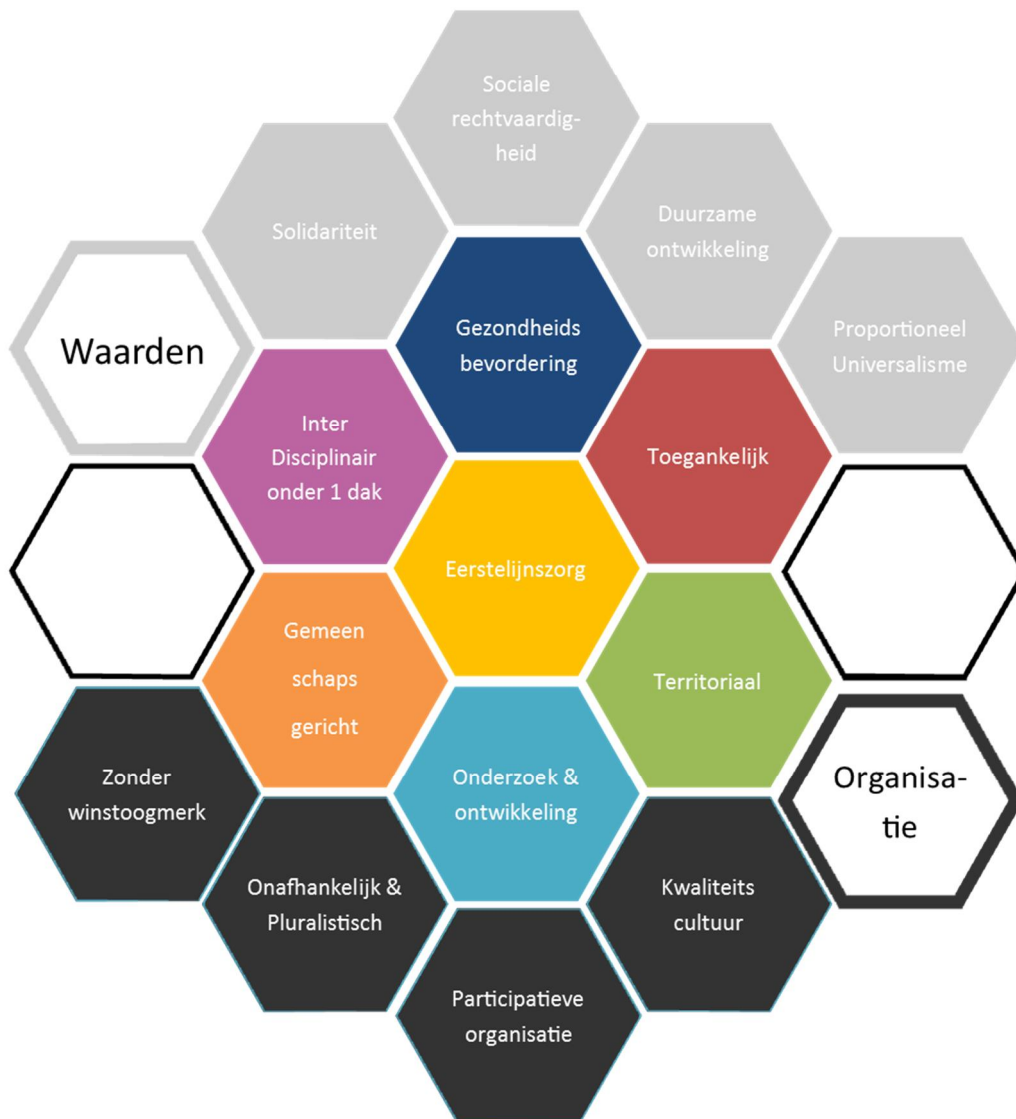 Sociale
rechtvaardig-
heid
Solidariteit
Duurzame
ontwikkeling
Waarden
Gezondheids
bevordering
Proportioneel
Universalisme
Inter
Disciplinair
onder 1 dak
Toegankelijk
Eerstelijnszorg
Gemeen
schaps
gericht
Territoriaal
Zonder
winstoogmerk
Onderzoek &
ontwikkeling
Organisa-
tie
Onafhankelijk &
Pluralistisch
Kwaliteits
cultuur
Participatieve
organisatie